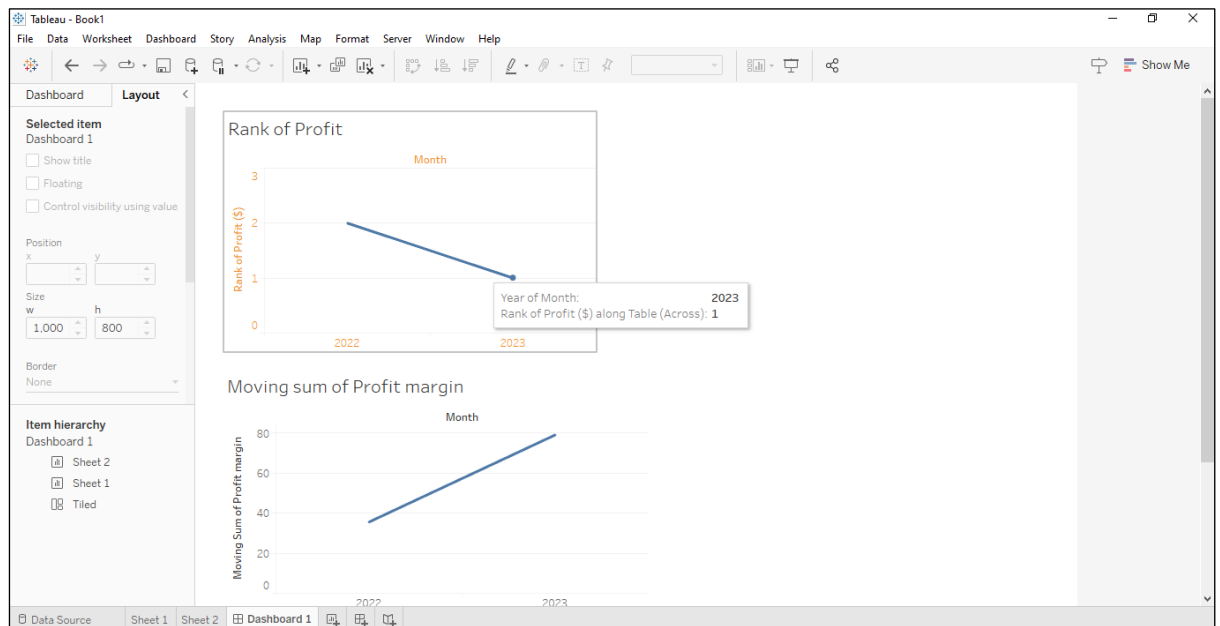 Tableau - Book1
File Data Worksheet Dashboard Story Analysis Map Format Server Window Help
Show Me
Dashboard Layout
Selected item
Dashboard 1
Show title
Floating
Control visibility using value
Position
x y
Size
w h
1,000 800
Border
None
Item hierarchy
Dashboard 1
Sheet 2
Sheet 1
Tiled
Rank of Profit
Month
Rank of Profit ($)
3
2
1
0
2022 2023
Year of Month: 2023
Rank of Profit ($) along Table (Across): 1
Moving sum of Profit margin
Month
Moving Sum of Profit margin
80
60
40
20
0
2022 2023
Data Source Sheet 1 Sheet 2 Dashboard 1